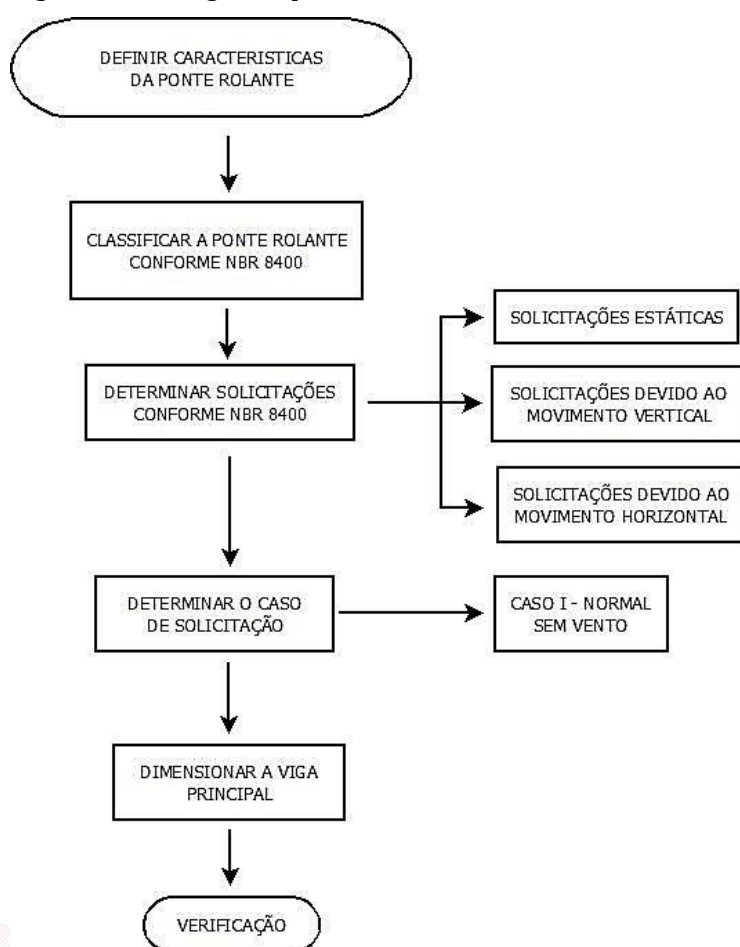 DEFINIR CARACTERISTICAS
DA PONTE ROLANTE
CLASSIFICAR A PONTE ROLANTE
CONFORME NBR 8400
DETERMINAR SOLICITAÇÕES
CONFORME NBR 8400
SOLICITAÇÕES ESTÁTICAS
SOLICITAÇÕES DEVIDO AO
MOVIMENTO VERTICAL
SOLICITAÇÕES DEVIDO AO
MOVIMENTO HORIZONTAL
DETERMINAR O CASO
DE SOLICITAÇÃO
CASO I - NORMAL
SEM VENTO
DIMENSIONAR A VIGA
PRINCIPAL
VERIFICAÇÃO